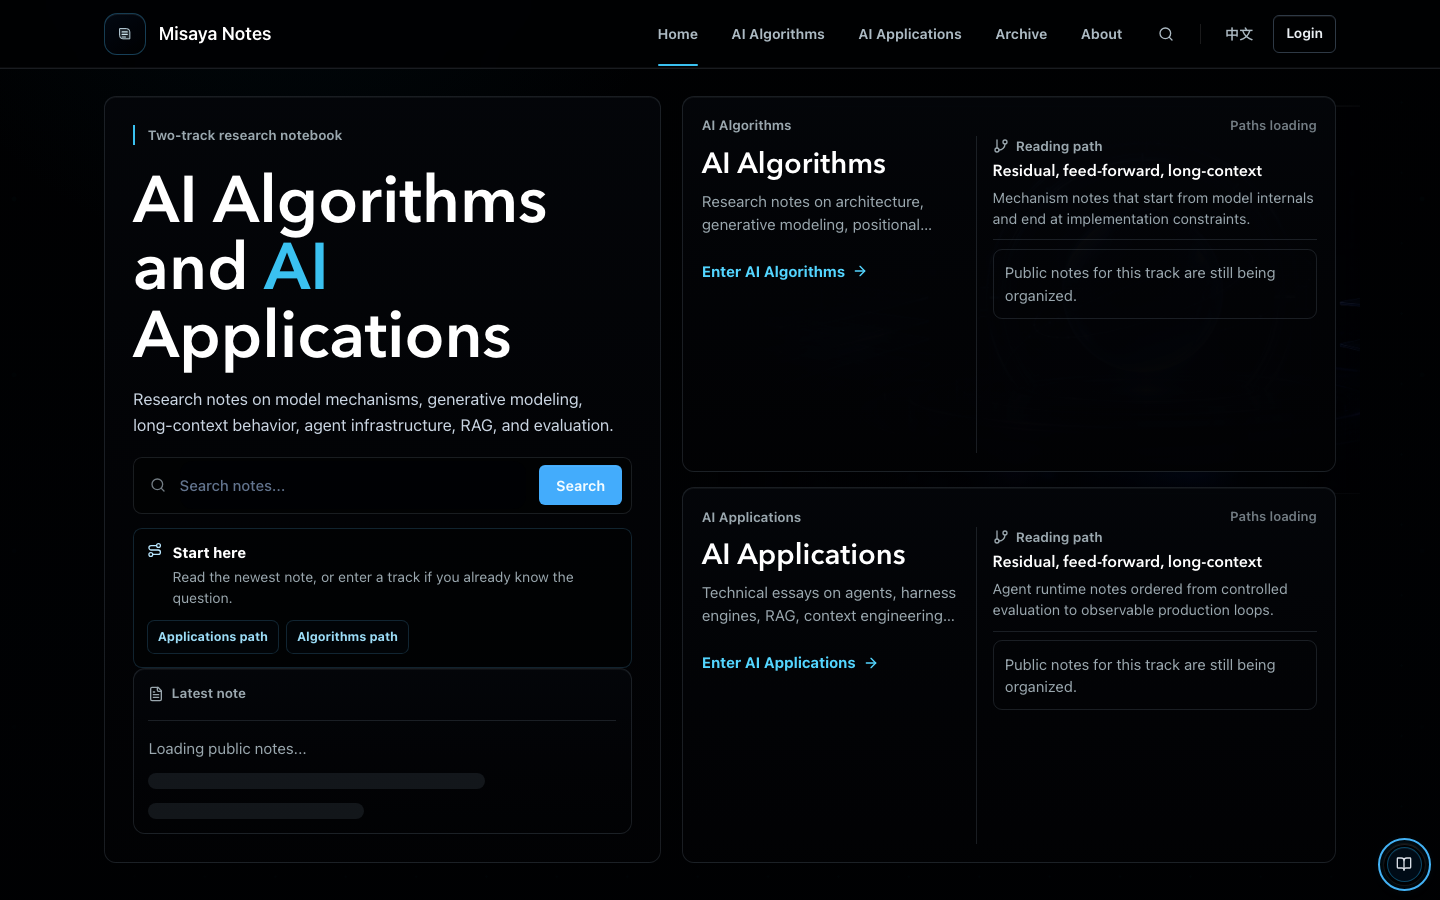 Misaya Notes
Home
AI Algorithms
AI Applications
Archive
About
中文
Login
Two-track research notebook
AI Algorithms
and AI
Applications
Research notes on model mechanisms, generative modeling,
long-context behavior, agent infrastructure, RAG, and evaluation.
Search notes...
Search
Start here
Read the newest note, or enter a track if you already know the
question.
Applications path
Algorithms path
Latest note
Loading public notes...
AI Algorithms
Paths loading
AI Algorithms
Research notes on architecture,
generative modeling, positional...
Enter AI Algorithms
Reading path
Residual, feed-forward, long-context
Mechanism notes that start from model internals
and end at implementation constraints.
Public notes for this track are still being
organized.
AI Applications
Paths loading
AI Applications
Technical essays on agents, harness
engines, RAG, context engineering...
Enter AI Applications
Reading path
Residual, feed-forward, long-context
Agent runtime notes ordered from controlled
evaluation to observable production loops.
Public notes for this track are still being
organized.